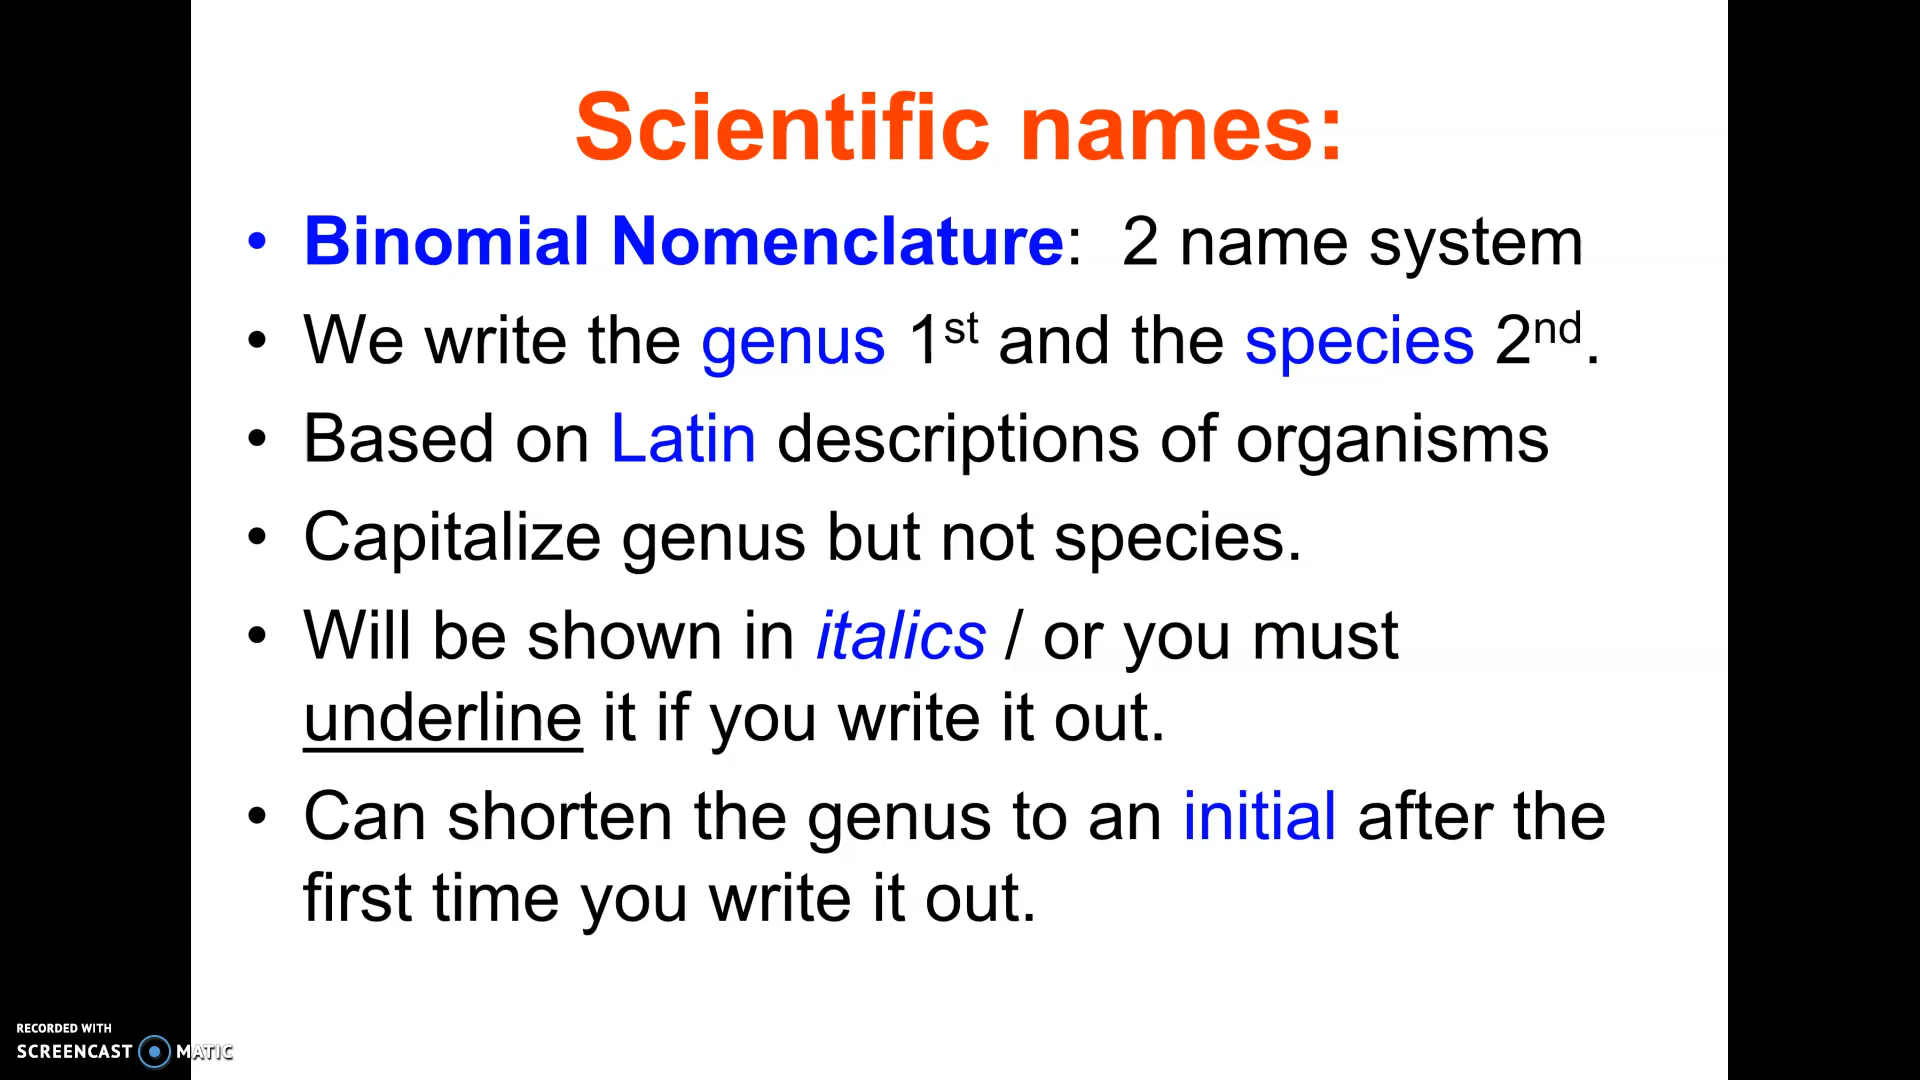 Scientific names:
• Binomial Nomenclature:  2 name system
• We write the genus 1st and the species 2nd.
• Based on Latin descriptions of organisms
• Capitalize genus but not species.
• Will be shown in italics / or you must
underline it if you write it out.
• Can shorten the genus to an initial after the
first time you write it out.
RECORDED WITH
SCREENCAST MATIC